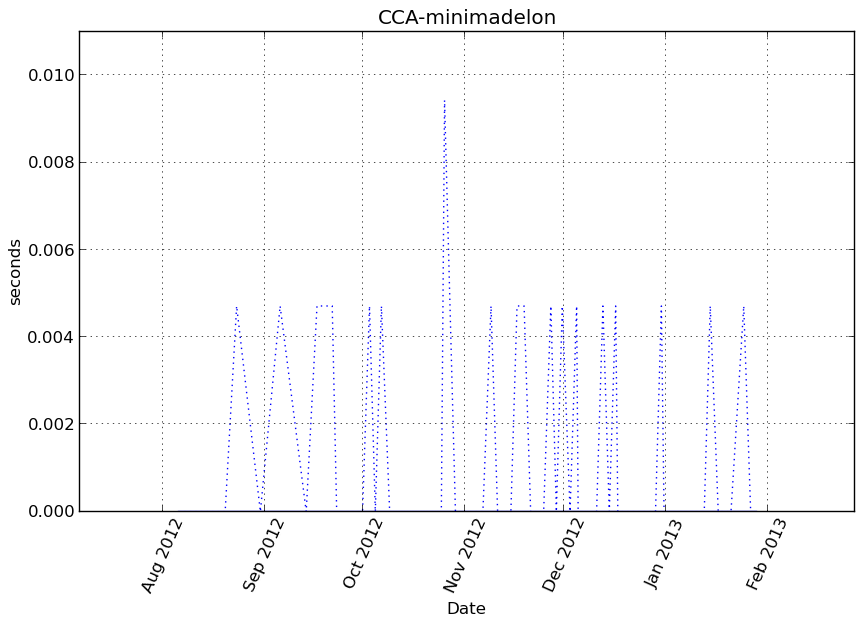 CCA-minimadelon
0.010
0.008
0.006
0.004
0.002
0.000
seconds
Aug 2012
Sep 2012
Oct 2012
Nov 2012
Dec 2012
Jan 2013
Feb 2013
Date